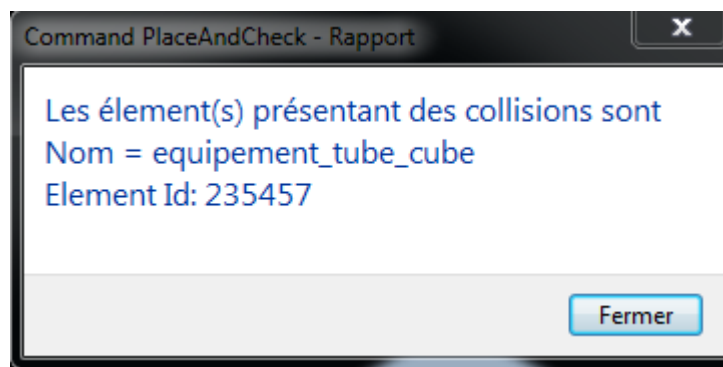 Command PlaceAndCheck - Rapport
x
Les élement(s) présentant des collisions sont
Nom = equipement_tube_cube
Element Id: 235457
Fermer